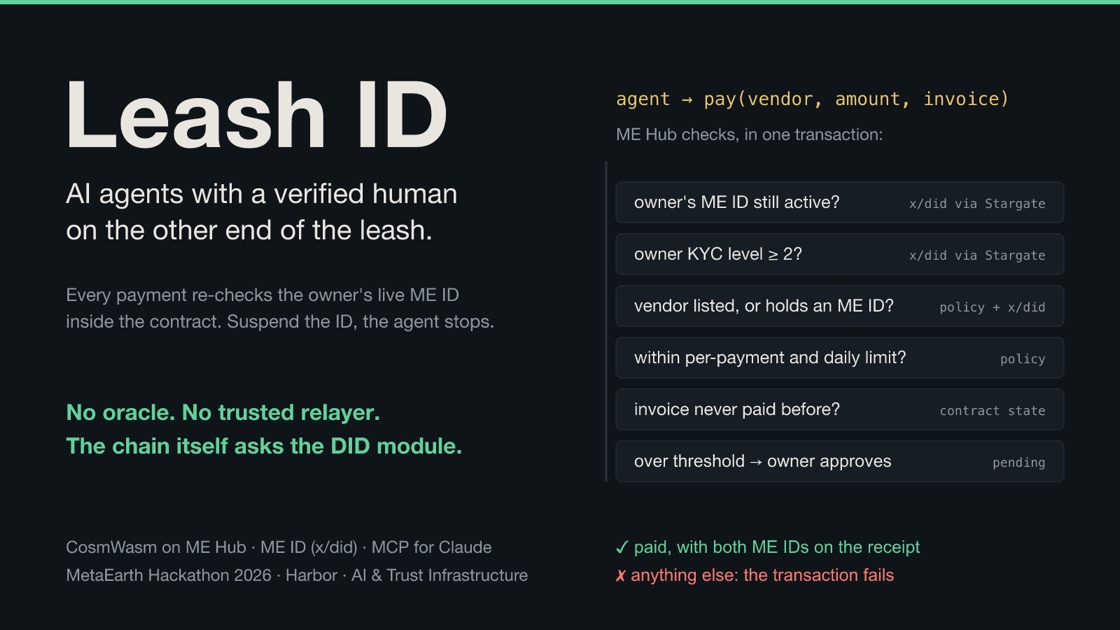 Leash ID
AI agents with a verified human
on the other end of the leash.
Every payment re-checks the owner's live ME ID
inside the contract. Suspend the ID, the agent stops.
No oracle. No trusted relayer.
The chain itself asks the DID module.
CosmWasm on ME Hub · ME ID (x/did) · MCP for Claude
MetaEarth Hackathon 2026 · Harbor · AI & Trust Infrastructure
agent → pay(vendor, amount, invoice)
ME Hub checks, in one transaction:
owner's ME ID still active? x/did via Stargate
owner KYC level ≥ 2? x/did via Stargate
vendor listed, or holds an ME ID? policy + x/did
within per-payment and daily limit? policy
invoice never paid before? contract state
over threshold → owner approves pending
✓ paid, with both ME IDs on the receipt
✗ anything else: the transaction fails